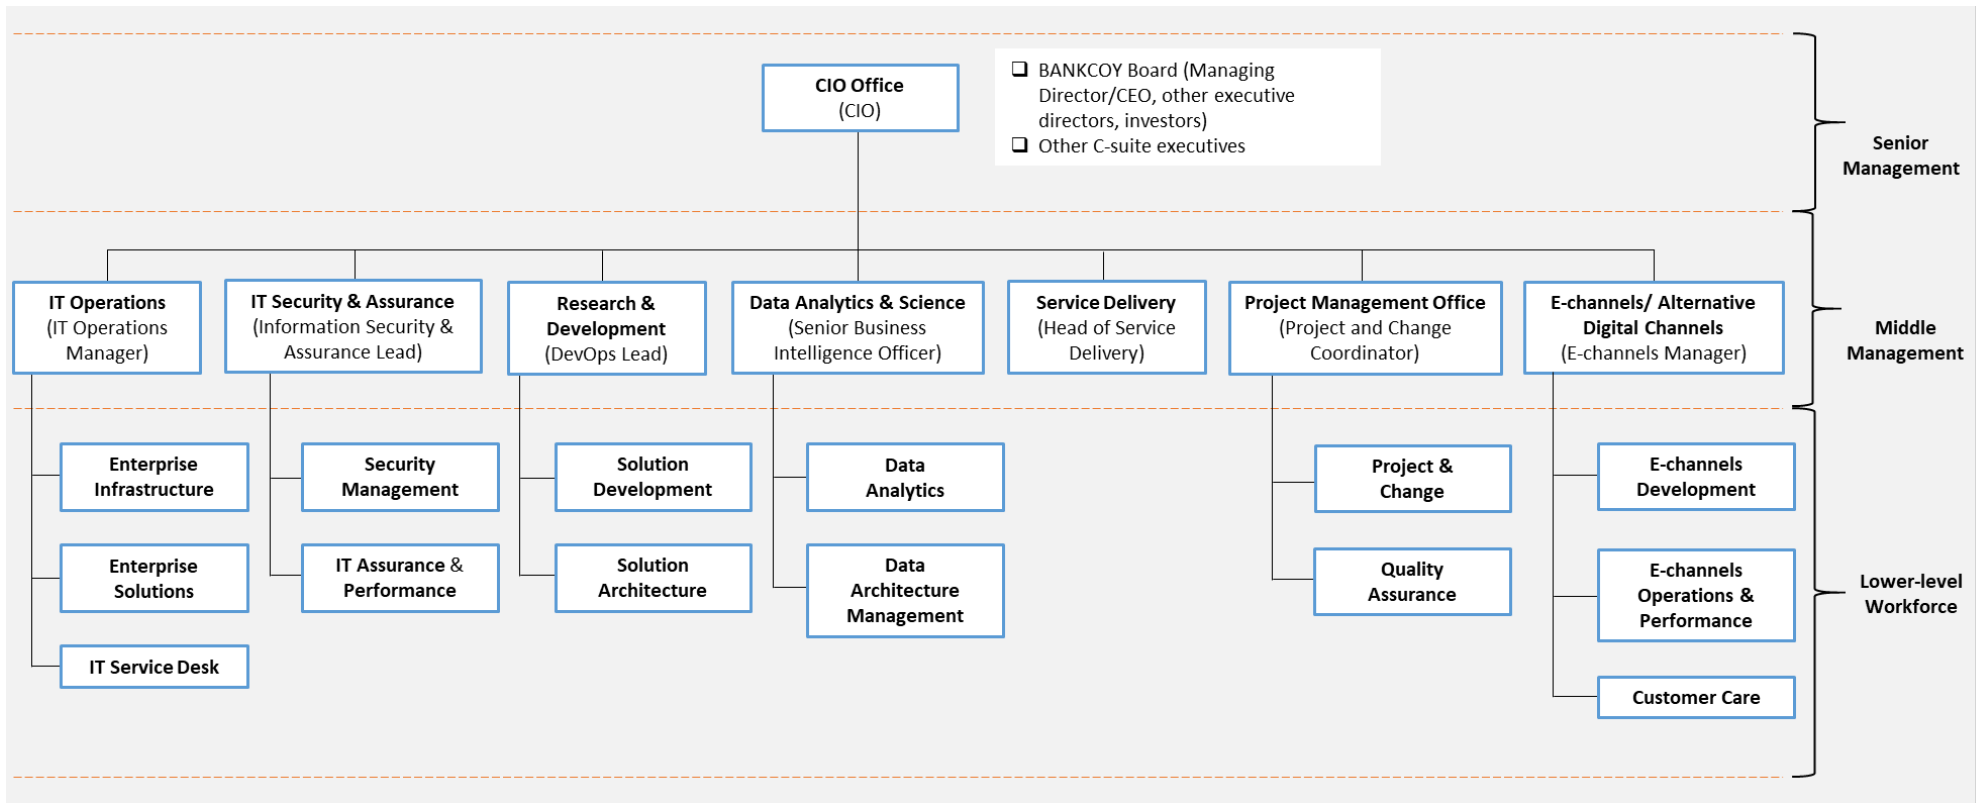 CIO Office
(CIO)
❑ BANKCOY Board (Managing
Director/CEO, other executive
directors, investors)
❑ Other C-suite executives
Senior
Management
IT Operations
(IT Operations
Manager)
IT Security & Assurance
(Information Security &
Assurance Lead)
Research &
Development
(DevOps Lead)
Data Analytics & Science
(Senior Business
Intelligence Officer)
Service Delivery
(Head of Service
Delivery)
Project Management Office
(Project and Change
Coordinator)
E-channels/ Alternative
Digital Channels
(E-channels Manager)
Middle
Management
Enterprise
Infrastructure
Enterprise
Solutions
IT Service Desk
Security
Management
IT Assurance &
Performance
Solution
Development
Solution
Architecture
Data
Analytics
Data
Architecture
Management
Project &
Change
Quality
Assurance
E-channels
Development
E-channels
Operations &
Performance
Customer Care
Lower-level
Workforce